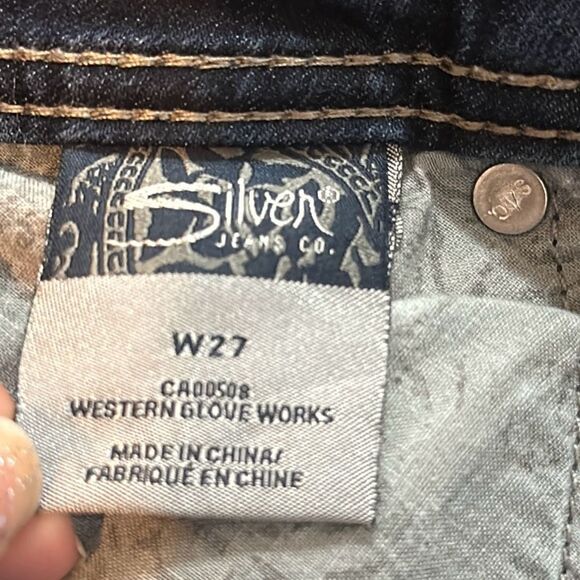 Silver®
JEANS CO.
W27
CA00508
WESTERN GLOVE WORKS
MADE IN CHINA/
FABRIQUÉ EN CHINE